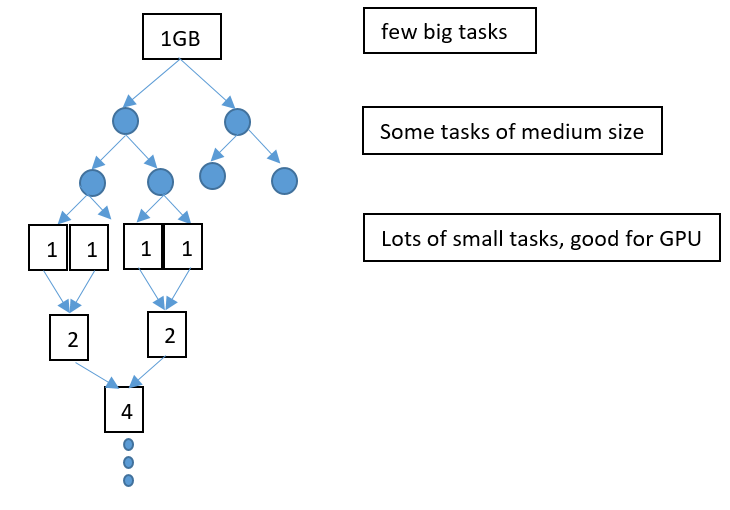 1GB
few big tasks
Some tasks of medium size
1 1 1 1
Lots of small tasks, good for GPU
2 2
4